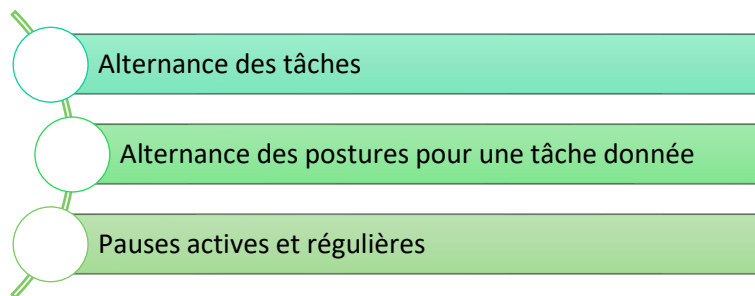 Alternance des tâches
Alternance des postures pour une tâche donnée
Pauses actives et régulières